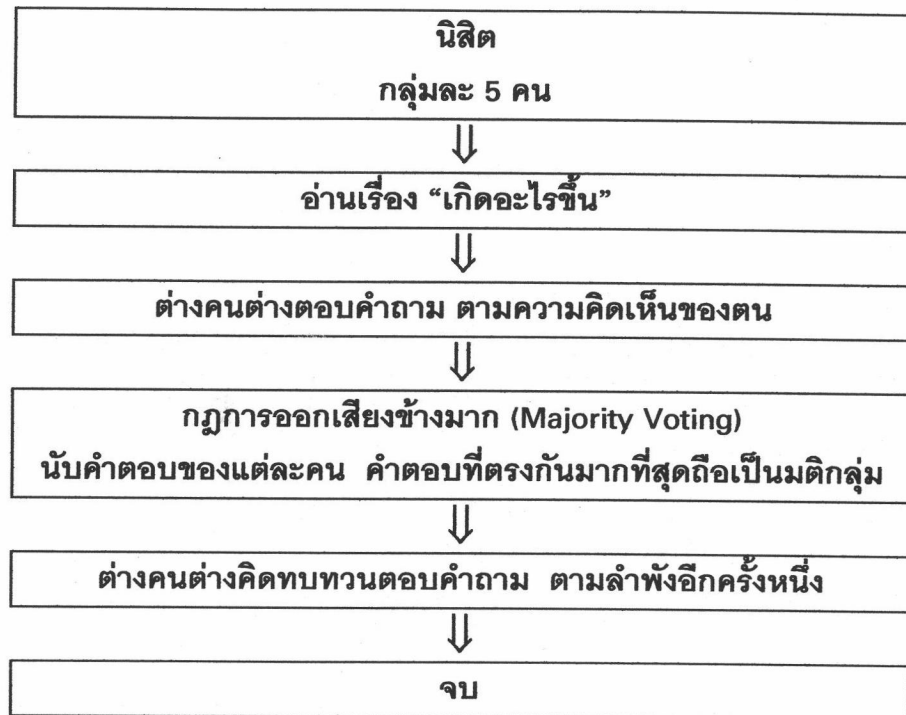 นิสิต
กลุ่มละ 5 คน
อ่านเรื่อง “เกิดอะไรขึ้น”
ต่างคนต่างตอบคำถาม ตามความคิดเห็นของตน
กฎการออกเสียงข้างมาก (Majority Voting)
นับคำตอบของแต่ละคน คำตอบที่ตรงกันมากที่สุดถือเป็นมติกลุ่ม
ต่างคนต่างคิดทบทวนตอบคำถาม ตามลำพังอีกครั้งหนึ่ง
จบ